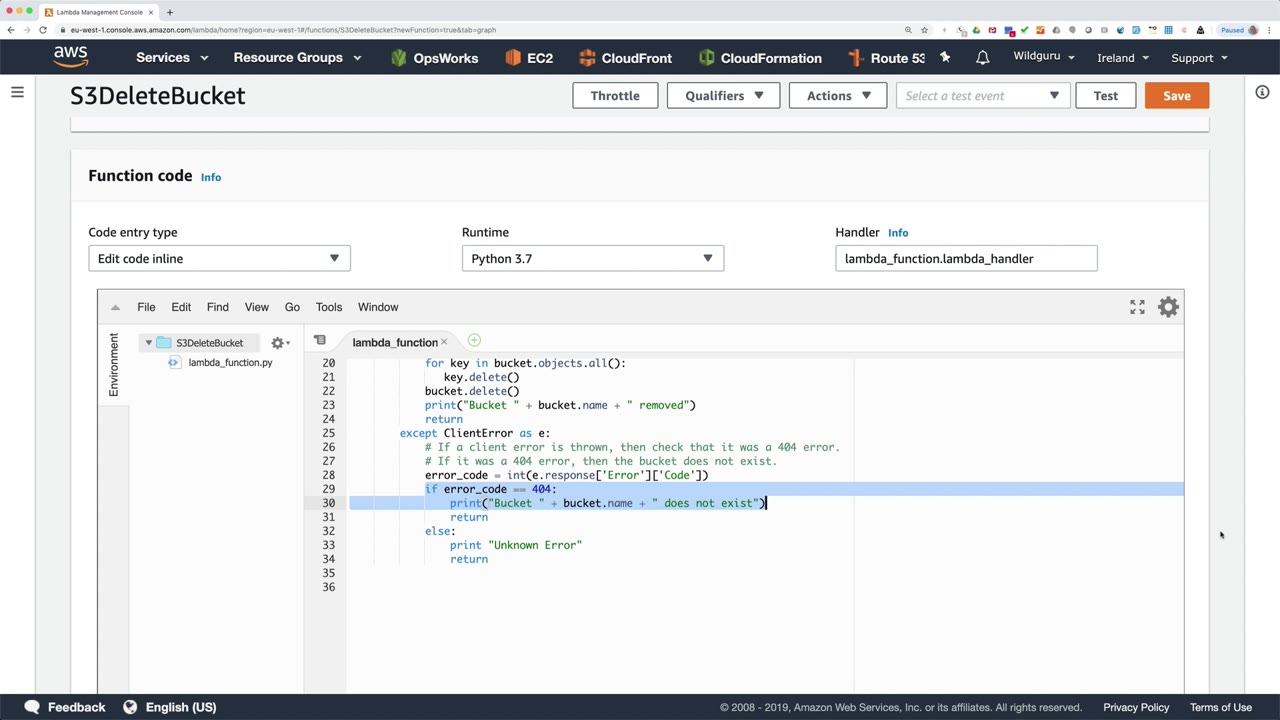 Lambda Management Console
eu-west-1.console.aws.amazon.com/lambda/home?region=eu-west-1#/functions/S3DeleteBucket?newFunction=true&tab=graph
Paused
aws
Services
Resource Groups
OpsWorks
EC2
CloudFront
CloudFormation
Route 53
Wildguru
Ireland
Support
S3DeleteBucket
Throttle
Qualifiers
Actions
Select a test event
Test
Save
Function code Info
Code entry type
Runtime
Handler Info
Edit code inline
Python 3.7
lambda_function.lambda_handler
File Edit Find View Go Tools Window
Environment
S3DeleteBucket
lambda_function.py
lambda_function
20 for key in bucket.objects.all():
21 key.delete()
22 bucket.delete()
23 print("Bucket " + bucket.name + " removed")
24 return
25 except ClientError as e:
26 # If a client error is thrown, then check that it was a 404 error.
27 # If it was a 404 error, then the bucket does not exist.
28 error_code = int(e.response['Error']['Code'])
29 if error_code == 404:
30 print("Bucket " + bucket.name + " does not exist")
31 return
32 else:
33 print "Unknown Error"
34 return
35
36
Feedback
English (US)
© 2008 - 2019, Amazon Web Services, Inc. or its affiliates. All rights reserved.
Privacy Policy
Terms of Use